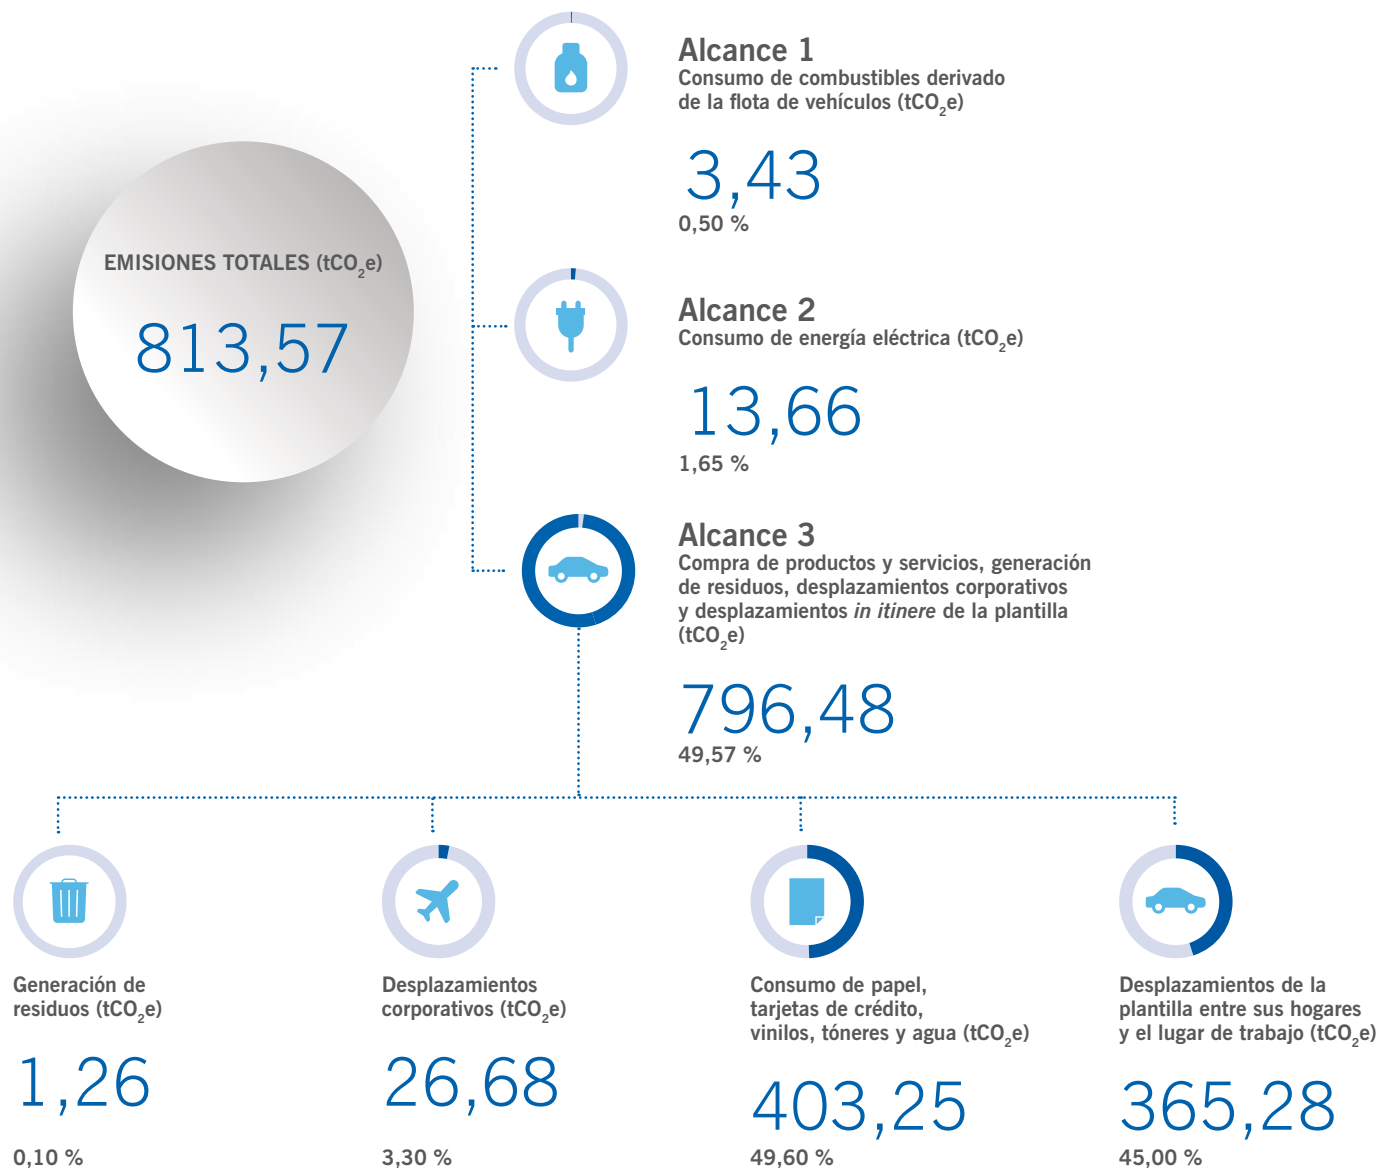 EMISIONES TOTALES (tCO₂e)
813,57
Alcance 1
Consumo de combustibles derivado
de la flota de vehículos (tCO₂e)
3,43
0,50 %
Alcance 2
Consumo de energía eléctrica (tCO₂e)
13,66
1,65 %
Alcance 3
Compra de productos y servicios, generación
de residuos, desplazamientos corporativos
y desplazamientos in itinere de la plantilla
(tCO₂e)
796,48
49,57 %
Generación de
residuos (tCO₂e)
1,26
0,10 %
Desplazamientos
corporativos (tCO₂e)
26,68
3,30 %
Consumo de papel,
tarjetas de crédito,
vinilos, tóneres y agua (tCO₂e)
403,25
49,60 %
Desplazamientos de la
plantilla entre sus hogares
y el lugar de trabajo (tCO₂e)
365,28
45,00 %